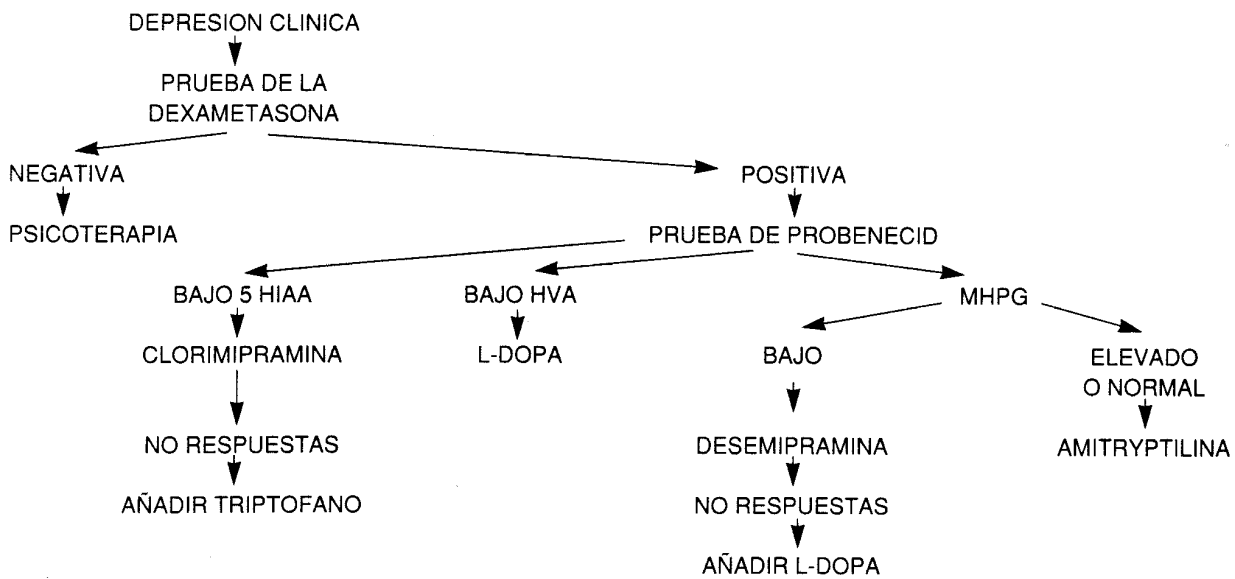 DEPRESION CLINICA
PRUEBA DE LA
DEXAMETASONA
NEGATIVA
POSITIVA
PSICOTERAPIA
PRUEBA DE PROBENECID
BAJO 5 HIAA
BAJO HVA
MHPG
CLORIMIPRAMINA
L-DOPA
BAJO
ELEVADO
O NORMAL
NO RESPUESTAS
DESEMIPRAMINA
AMITRYPTILINA
AÑADIR TRIPTOFANO
NO RESPUESTAS
AÑADIR L-DOPA